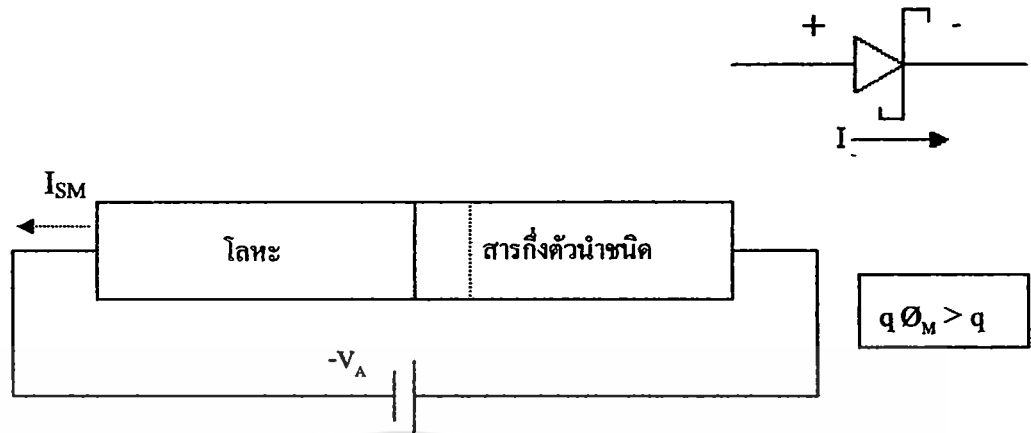 + -
I
I_SM
โลหะ
สารกึ่งตัวนำชนิด
q Ø_M > q
-V_A